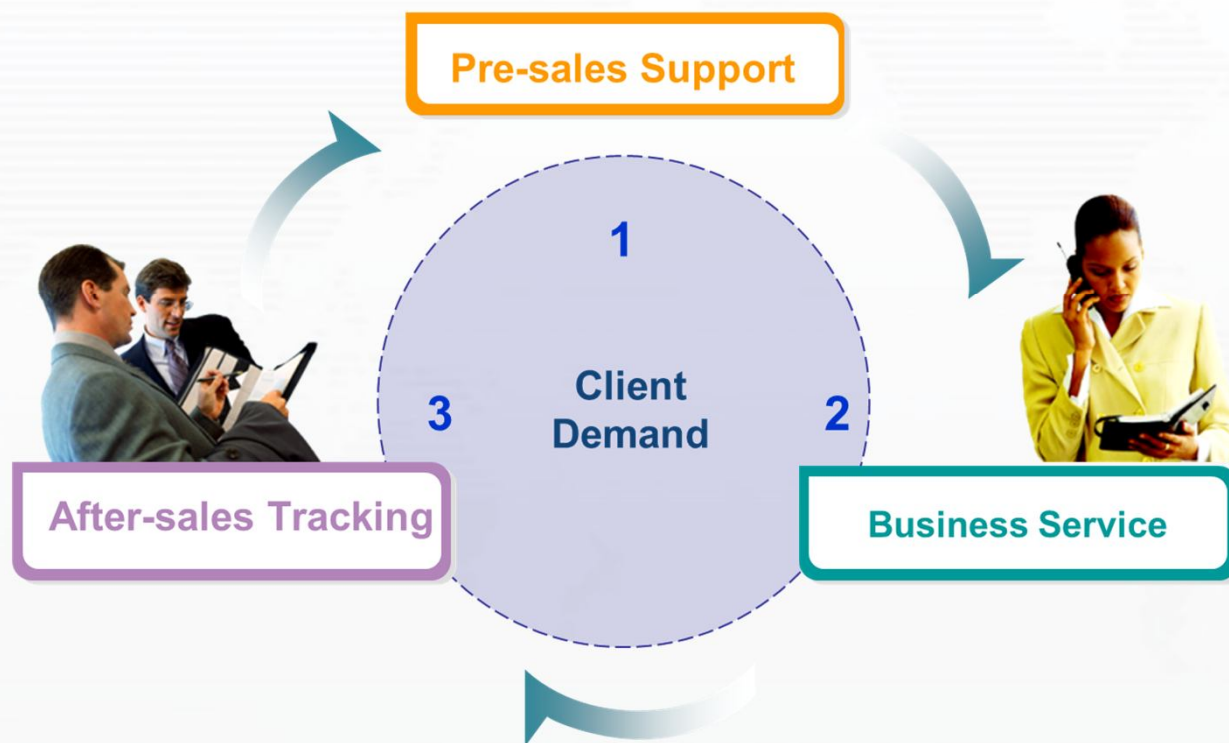 Pre-sales Support
1
Client
Demand
3
2
After-sales Tracking
Business Service